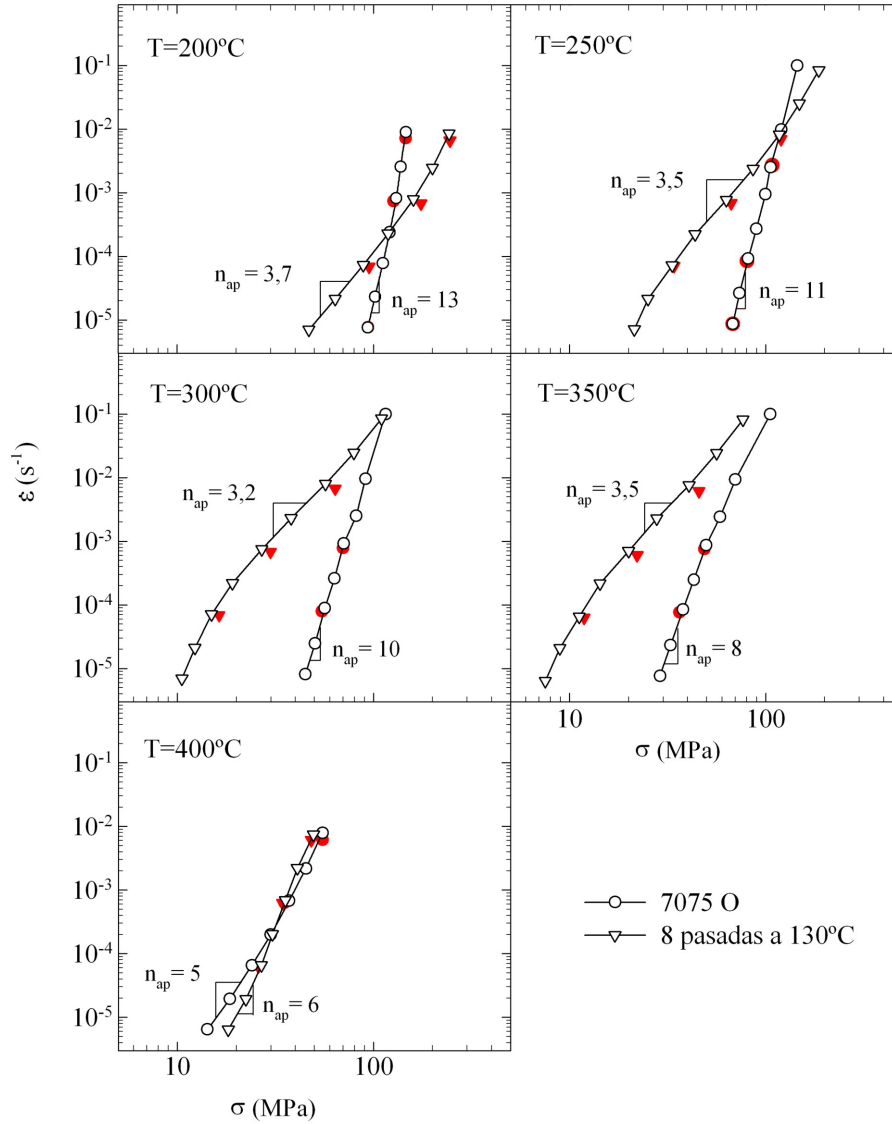 T=200ºC
T=250ºC
10⁻¹
10⁻²
10⁻³
10⁻⁴
10⁻⁵
n_ap = 3,7
n_ap = 13
n_ap = 3,5
n_ap = 11
T=300ºC
T=350ºC
10⁻¹
10⁻²
10⁻³
10⁻⁴
10⁻⁵
n_ap = 3,2
n_ap = 10
n_ap = 3,5
n_ap = 8
ε (s⁻¹)
10
100
σ (MPa)
T=400ºC
10⁻¹
10⁻²
10⁻³
10⁻⁴
10⁻⁵
n_ap = 5
n_ap = 6
7075 O
8 pasadas a 130ºC
10
100
σ (MPa)